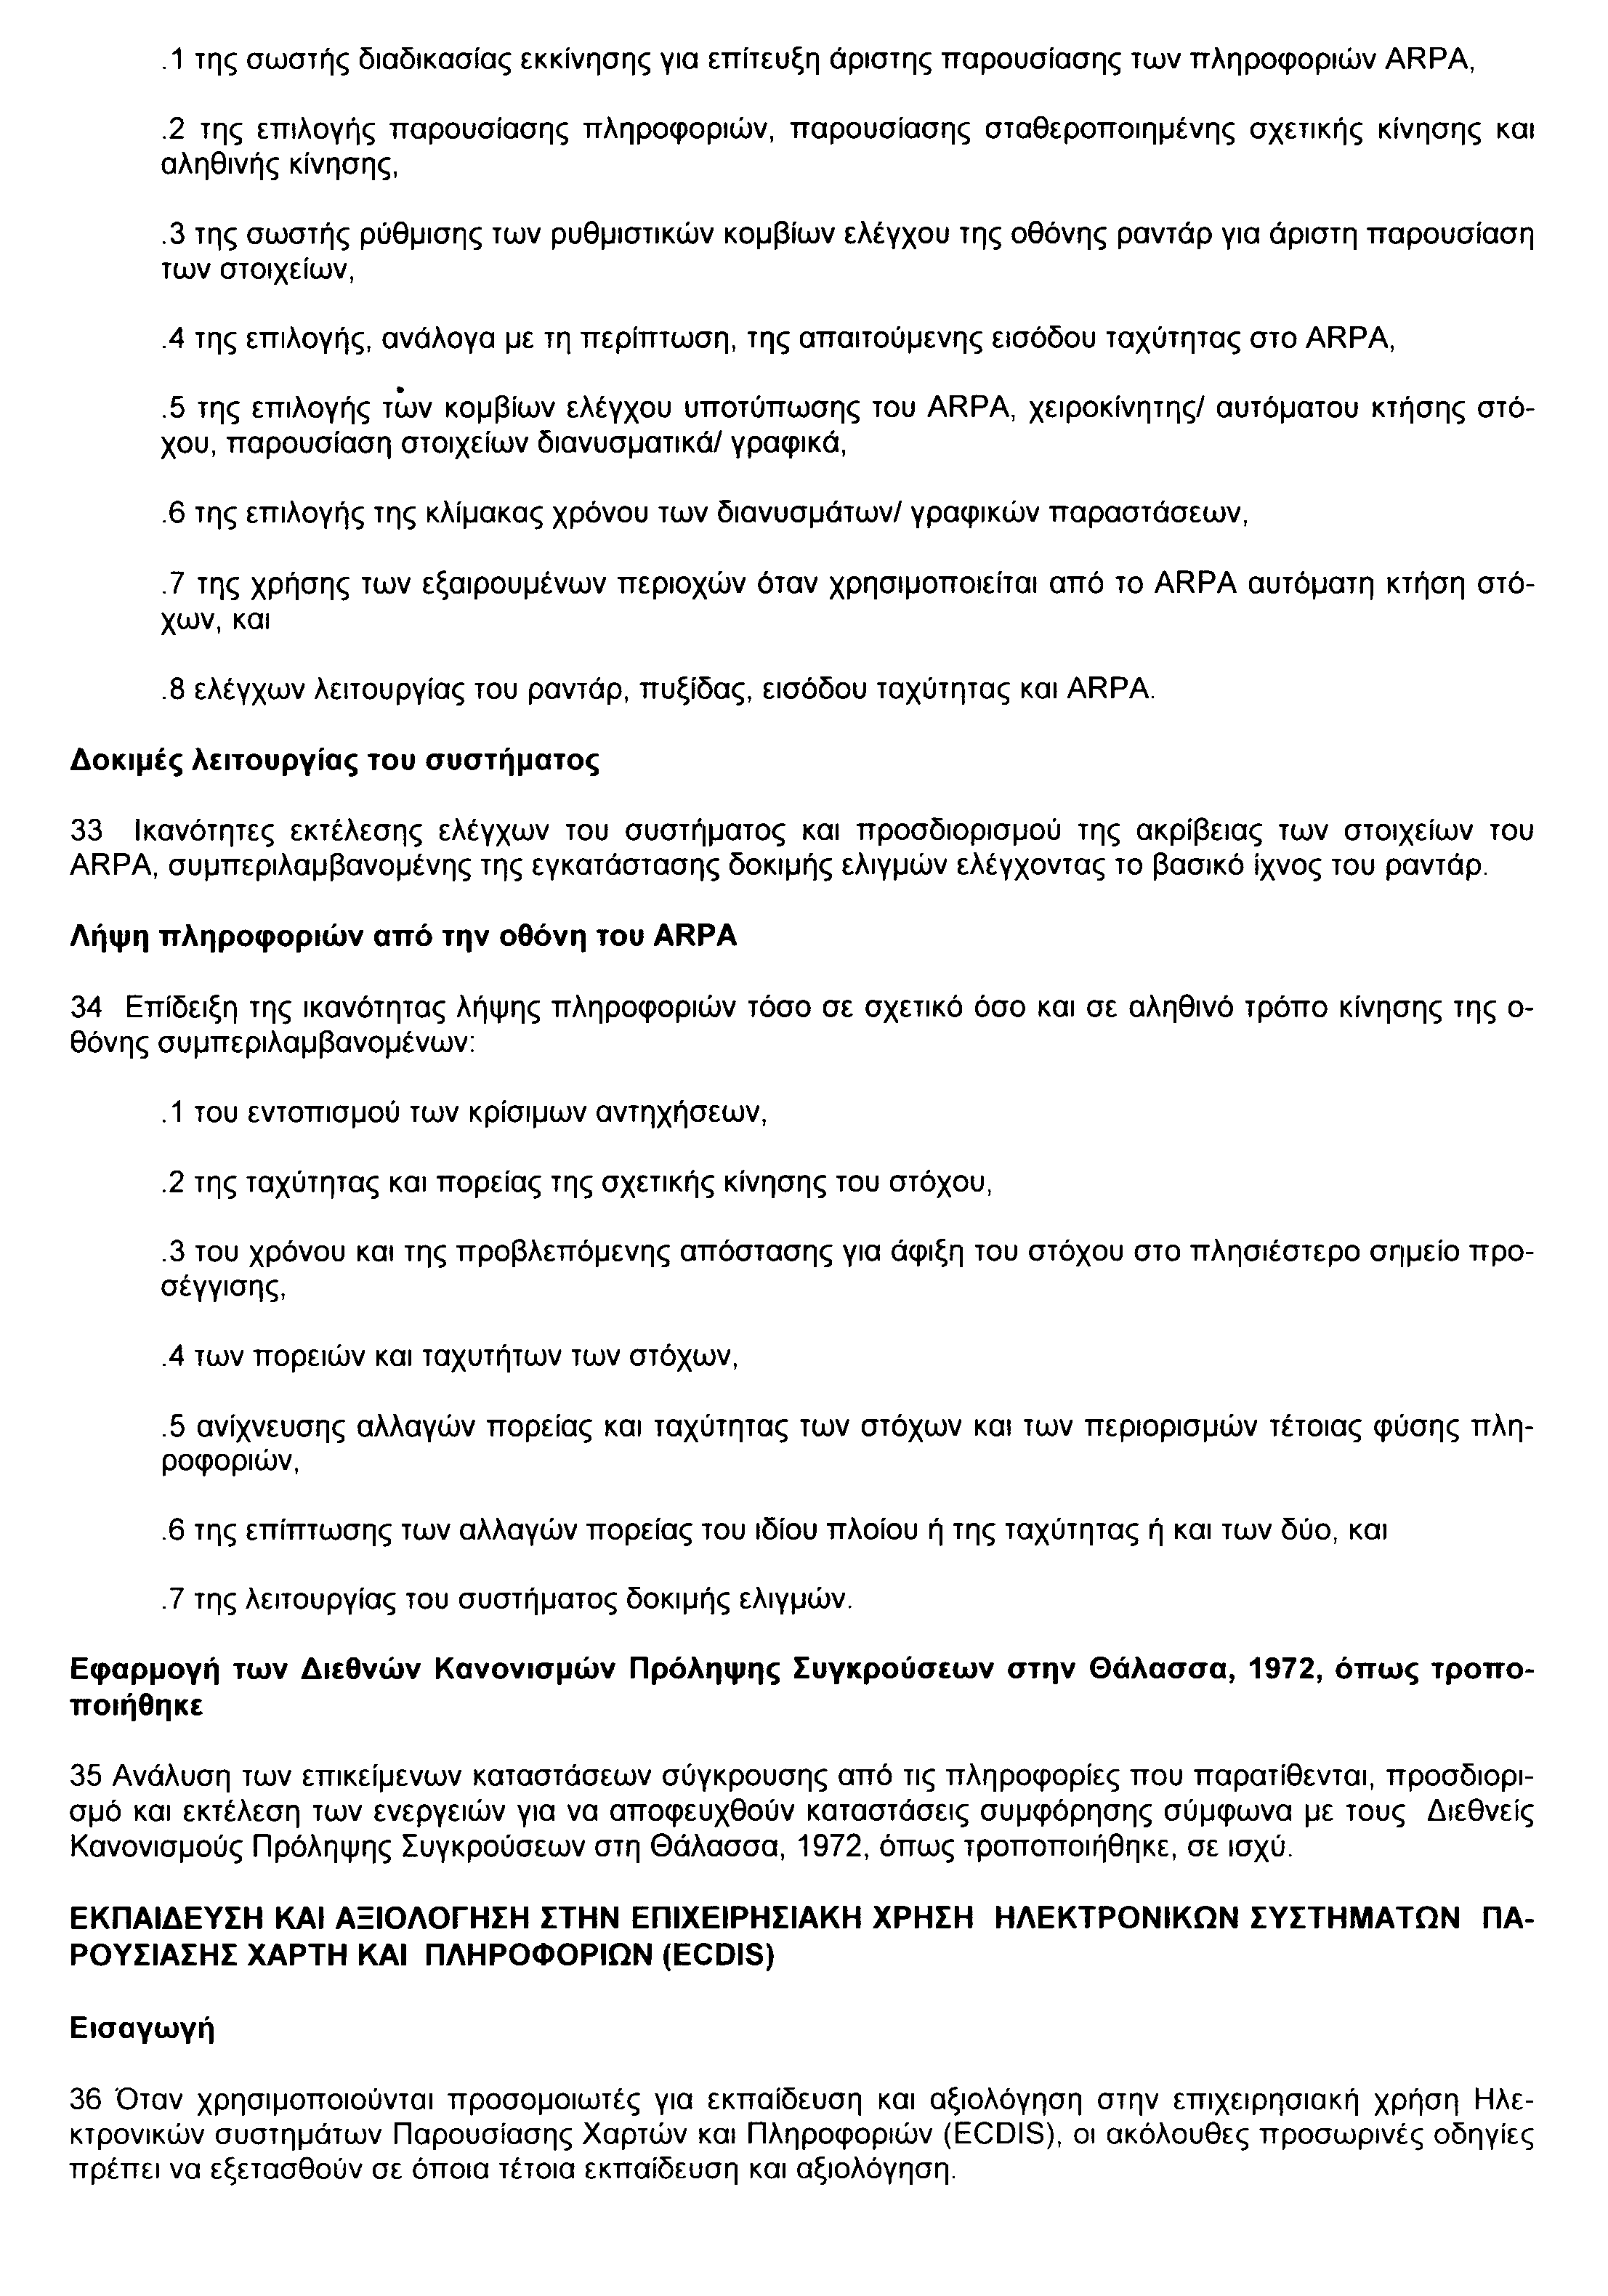 .1 της σωστής διαδικασίας εκκίνησης για επίτευξη άριστης παρουσίασης των πληροφοριών ARPA,
.2 της επιλογής παρουσίασης πληροφοριών, παρουσίασης σταθεροποιημένης σχετικής κίνησης και
αληθινής κίνησης,
.3 της σωστής ρύθμισης των ρυθμιστικών κομβίων ελέγχου της οθόνης ραντάρ για άριστη παρουσίαση
των στοιχείων,
.4 της επιλογής, ανάλογα με τη περίπτωση, της απαιτούμενης εισόδου ταχύτητας στο ARPA,
.5 της επιλογής των κομβίων ελέγχου υποτύπωσης του ARPA, χειροκίνητης/ αυτόματου κτήσης στό-
χου, παρουσίαση στοιχείων διανυσματικά/ γραφικά,
.6 της επιλογής της κλίμακας χρόνου των διανυσμάτων/ γραφικών παραστάσεων,
.7 της χρήσης των εξαιρουμένων περιοχών όταν χρησιμοποιείται από το ARPA αυτόματη κτήση στό-
χων, και
.8 ελέγχων λειτουργίας του ραντάρ, πυξίδας, εισόδου ταχύτητας και ARPA.
Δοκιμές λειτουργίας του συστήματος
33 Ικανότητες εκτέλεσης ελέγχων του συστήματος και προσδιορισμού της ακρίβειας των στοιχείων του
ARPA, συμπεριλαμβανομένης της εγκατάστασης δοκιμής ελιγμών ελέγχοντας το βασικό ίχνος του ραντάρ.
Λήψη πληροφοριών από την οθόνη του ARPA
34 Επίδειξη της ικανότητας λήψης πληροφοριών τόσο σε σχετικό όσο και σε αληθινό τρόπο κίνησης της ο-
θόνης συμπεριλαμβανομένων:
.1 του εντοπισμού των κρίσιμων αντηχήσεων,
.2 της ταχύτητας και πορείας της σχετικής κίνησης του στόχου,
.3 του χρόνου και της προβλεπόμενης απόστασης για άφιξη του στόχου στο πλησιέστερο σημείο προ-
σέγγισης,
.4 των πορειών και ταχυτήτων των στόχων,
.5 ανίχνευσης αλλαγών πορείας και ταχύτητας των στόχων και των περιορισμών τέτοιας φύσης πλη-
ροφοριών,
.6 της επίπτωσης των αλλαγών πορείας του ιδίου πλοίου ή της ταχύτητας ή και των δύο, και
.7 της λειτουργίας του συστήματος δοκιμής ελιγμών.
Εφαρμογή των Διεθνών Κανονισμών Πρόληψης Συγκρούσεων στην Θάλασσα, 1972, όπως τροπο-
ποιήθηκε
35 Ανάλυση των επικείμενων καταστάσεων σύγκρουσης από τις πληροφορίες που παρατίθενται, προσδιορι-
σμό και εκτέλεση των ενεργειών για να αποφευχθούν καταστάσεις συμφόρησης σύμφωνα με τους Διεθνείς
Κανονισμούς Πρόληψης Συγκρούσεων στη Θάλασσα, 1972, όπως τροποποιήθηκε, σε ισχύ.
ΕΚΠΑΙΔΕΥΣΗ ΚΑΙ ΑΞΙΟΛΟΓΗΣΗ ΣΤΗΝ ΕΠΙΧΕΙΡΗΣΙΑΚΗ ΧΡΗΣΗ ΗΛΕΚΤΡΟΝΙΚΩΝ ΣΥΣΤΗΜΑΤΩΝ ΠΑ-
ΡΟΥΣΙΑΣΗΣ ΧΑΡΤΗ ΚΑΙ ΠΛΗΡΟΦΟΡΙΩΝ (ECDIS)
Εισαγωγή
36 Όταν χρησιμοποιούνται προσομοιωτές για εκπαίδευση και αξιολόγηση στην επιχειρησιακή χρήση Ηλε-
κτρονικών συστημάτων Παρουσίασης Χαρτών και Πληροφοριών (ECDIS), οι ακόλουθες προσωρινές οδηγίες
πρέπει να εξετασθούν σε όποια τέτοια εκπαίδευση και αξιολόγηση.